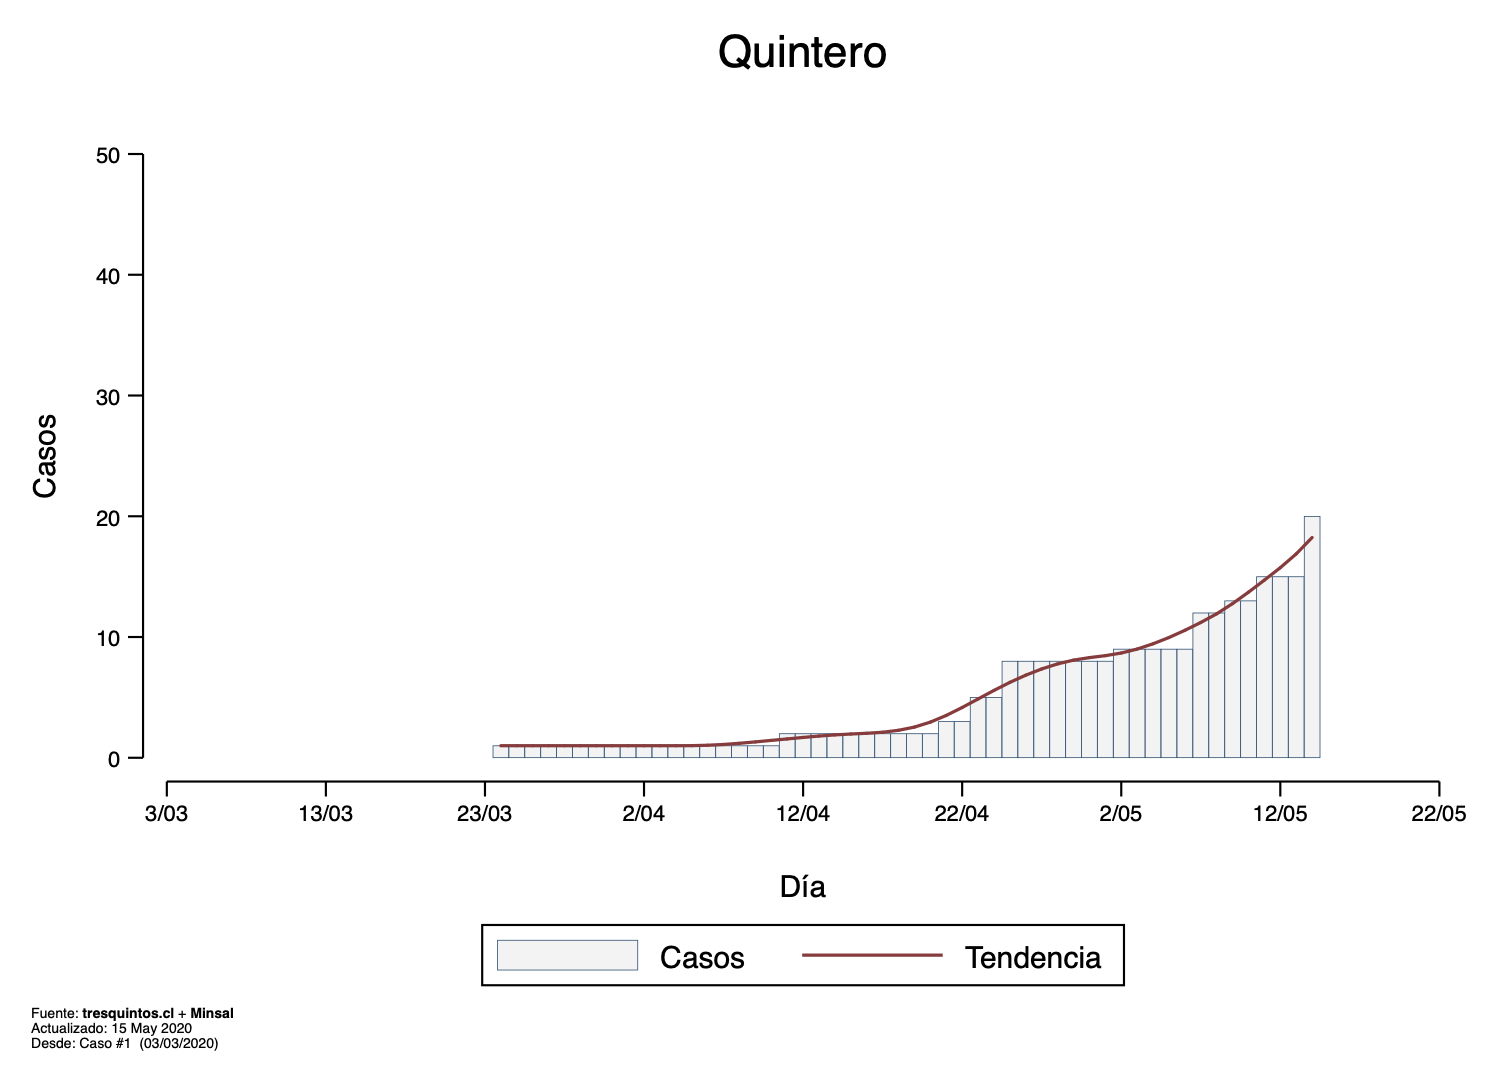 Quintero
50
40
30
20
10
0
Casos
3/03 13/03 23/03 2/04 12/04 22/04 2/05 12/05 22/05
Día
Casos Tendencia
Fuente: tresquintos.cl + Minsal
Actualizado: 15 May 2020
Desde: Caso #1 (03/03/2020)